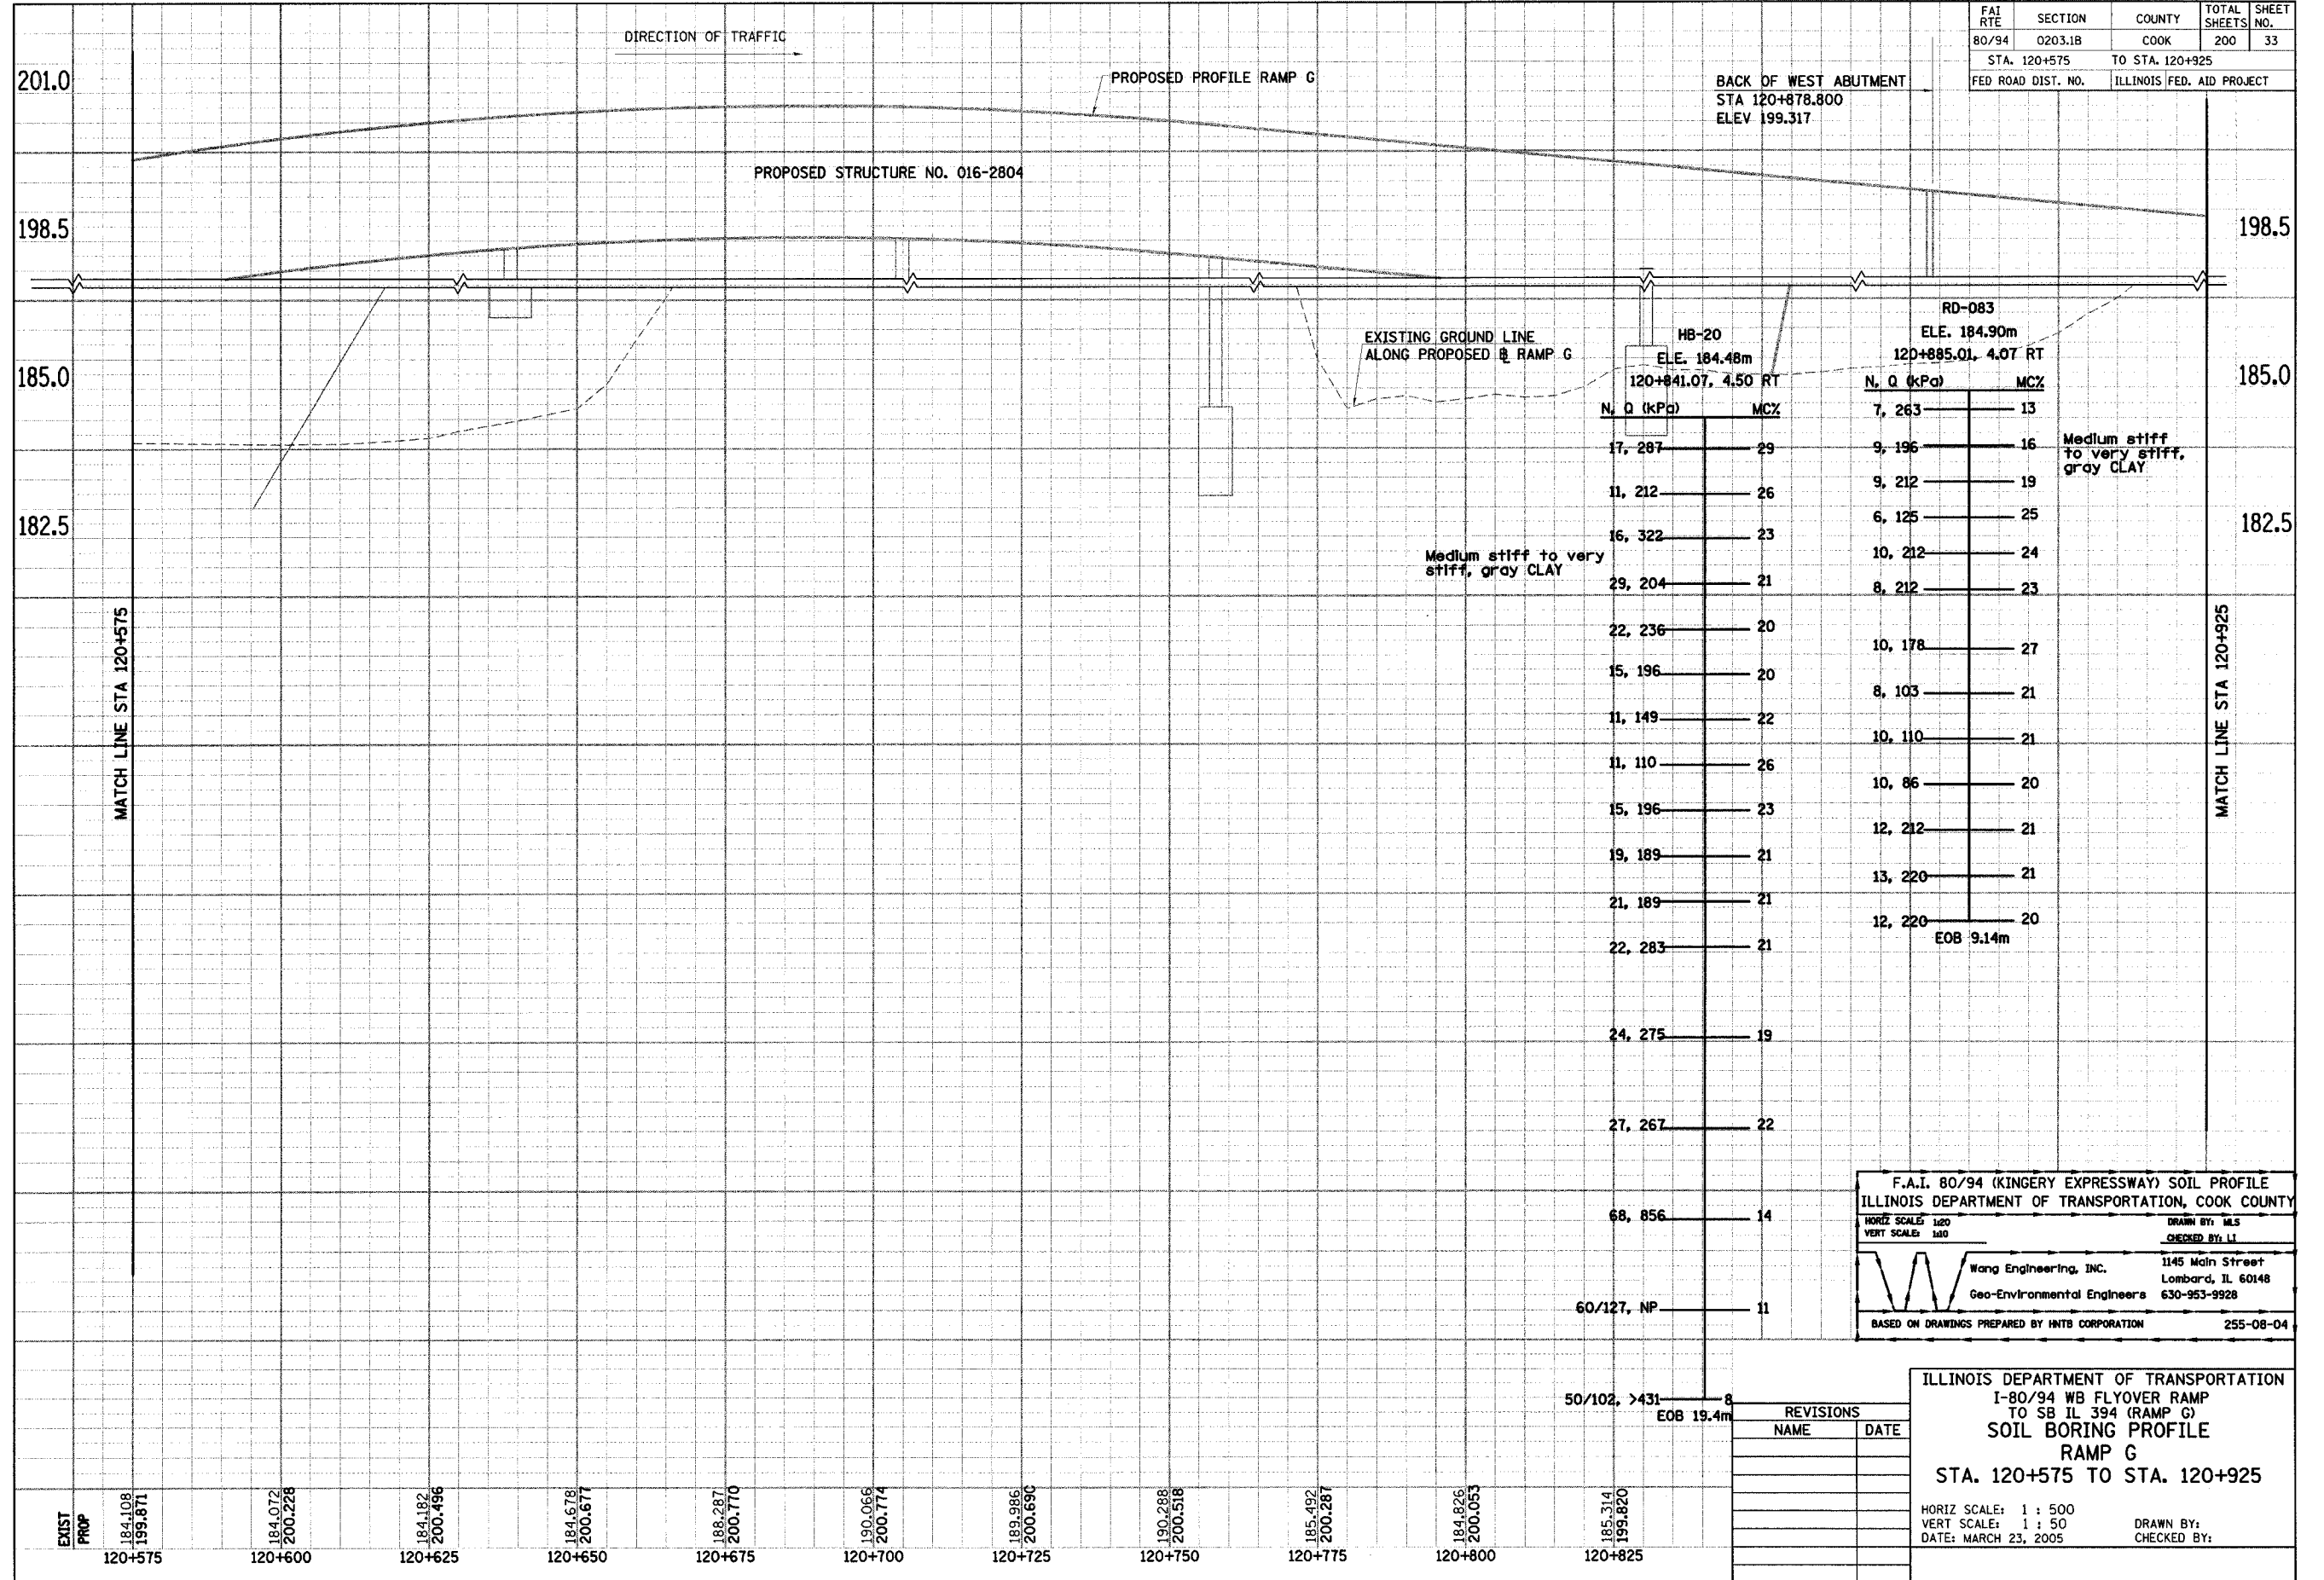 FAI RTE SECTION COUNTY TOTAL SHEETS SHEET NO.
80/94 0203.1B COOK 200 33
STA. 120+575 TO STA. 120+925
FED ROAD DIST. NO. ILLINOIS FED. AID PROJECT
DIRECTION OF TRAFFIC
PROPOSED PROFILE RAMP G
BACK OF WEST ABUTMENT
STA 120+878.800
ELEV 199.317
PROPOSED STRUCTURE NO. 016-2804
201.0
198.5
185.0
182.5
198.5
185.0
182.5
MATCH LINE STA 120+575
MATCH LINE STA 120+925
EXISTING GROUND LINE
ALONG PROPOSED ⅊ RAMP G
HB-20
ELE. 184.48m
120+841.07, 4.50 RT
N, Q (kPa) MC%
17, 287 29
11, 212 26
16, 322 23
29, 204 21
22, 236 20
15, 196 20
11, 149 22
11, 110 26
15, 196 23
19, 189 21
21, 189 21
22, 283 21
24, 275 19
27, 267 22
68, 856 14
60/127, NP 11
50/102, >431 8
EOB 19.4m
Medium stiff to very
stiff, gray CLAY
RD-083
ELE. 184.90m
120+885.01, 4.07 RT
N, Q (kPa) MC%
7, 263 13
9, 196 16
9, 212 19
6, 125 25
10, 212 24
8, 212 23
10, 178 27
8, 103 21
10, 110 21
10, 86 20
12, 212 21
13, 220 21
12, 220 20
EOB 9.14m
Medium stiff
to very stiff,
gray CLAY
F.A.I. 80/94 (KINGERY EXPRESSWAY) SOIL PROFILE
ILLINOIS DEPARTMENT OF TRANSPORTATION, COOK COUNTY
HORIZ SCALE: 1:20 DRAWN BY: MLS
VERT SCALE: 1:10 CHECKED BY: LI
Wang Engineering, INC. 1145 Main Street
Lombard, IL 60148
Geo-Environmental Engineers 630-953-9928
BASED ON DRAWINGS PREPARED BY HNTB CORPORATION 255-08-04
REVISIONS
NAME DATE
ILLINOIS DEPARTMENT OF TRANSPORTATION
I-80/94 WB FLYOVER RAMP
TO SB IL 394 (RAMP G)
SOIL BORING PROFILE
RAMP G
STA. 120+575 TO STA. 120+925
HORIZ SCALE: 1 : 500
VERT SCALE: 1 : 50 DRAWN BY:
DATE: MARCH 23, 2005 CHECKED BY:
EXIST
PROP
184.108
199.871
184.072
200.228
184.182
200.496
184.678
200.677
188.287
200.770
190.066
200.774
189.986
200.690
190.288
200.518
185.492
200.287
184.826
200.053
185.314
199.820
120+575 120+600 120+625 120+650 120+675 120+700 120+725 120+750 120+775 120+800 120+825